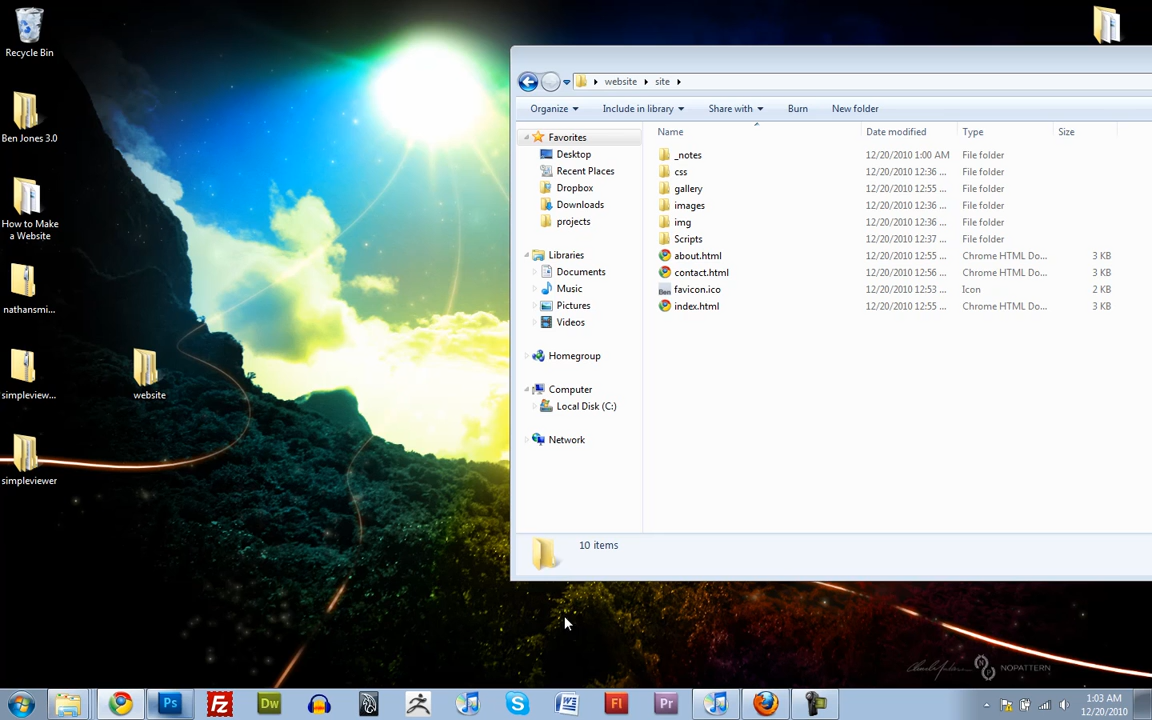 Recycle Bin
Ben Jones 3.0
How to Make
a Website
nathansmi...
simpleview...
website
simpleviewer
website
site
Organize
Include in library
Share with
Burn
New folder
Name
Date modified
Type
Size
Favorites
Desktop
Recent Places
Dropbox
Downloads
projects
Libraries
Documents
Music
Pictures
Videos
Homegroup
Computer
Local Disk (C:)
Network
_notes 12/20/2010 1:00 AM File folder
css 12/20/2010 12:36 ... File folder
gallery 12/20/2010 12:55 ... File folder
images 12/20/2010 12:36 ... File folder
img 12/20/2010 12:36 ... File folder
Scripts 12/20/2010 12:37 ... File folder
about.html 12/20/2010 12:55 ... Chrome HTML Do... 3 KB
contact.html 12/20/2010 12:56 ... Chrome HTML Do... 3 KB
Ben favicon.ico 12/20/2010 12:53 ... Icon 2 KB
index.html 12/20/2010 12:55 ... Chrome HTML Do... 3 KB
10 items
NOPATTERN
Ps
Fz
Dw
Fl
Pr
1:03 AM
12/20/2010